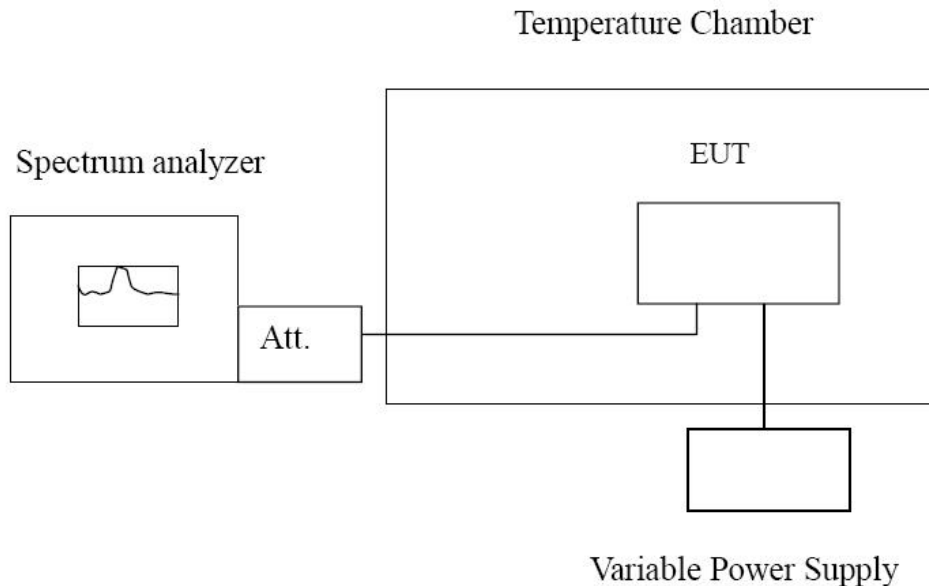 Temperature Chamber
Spectrum analyzer
EUT
Att.
Variable Power Supply